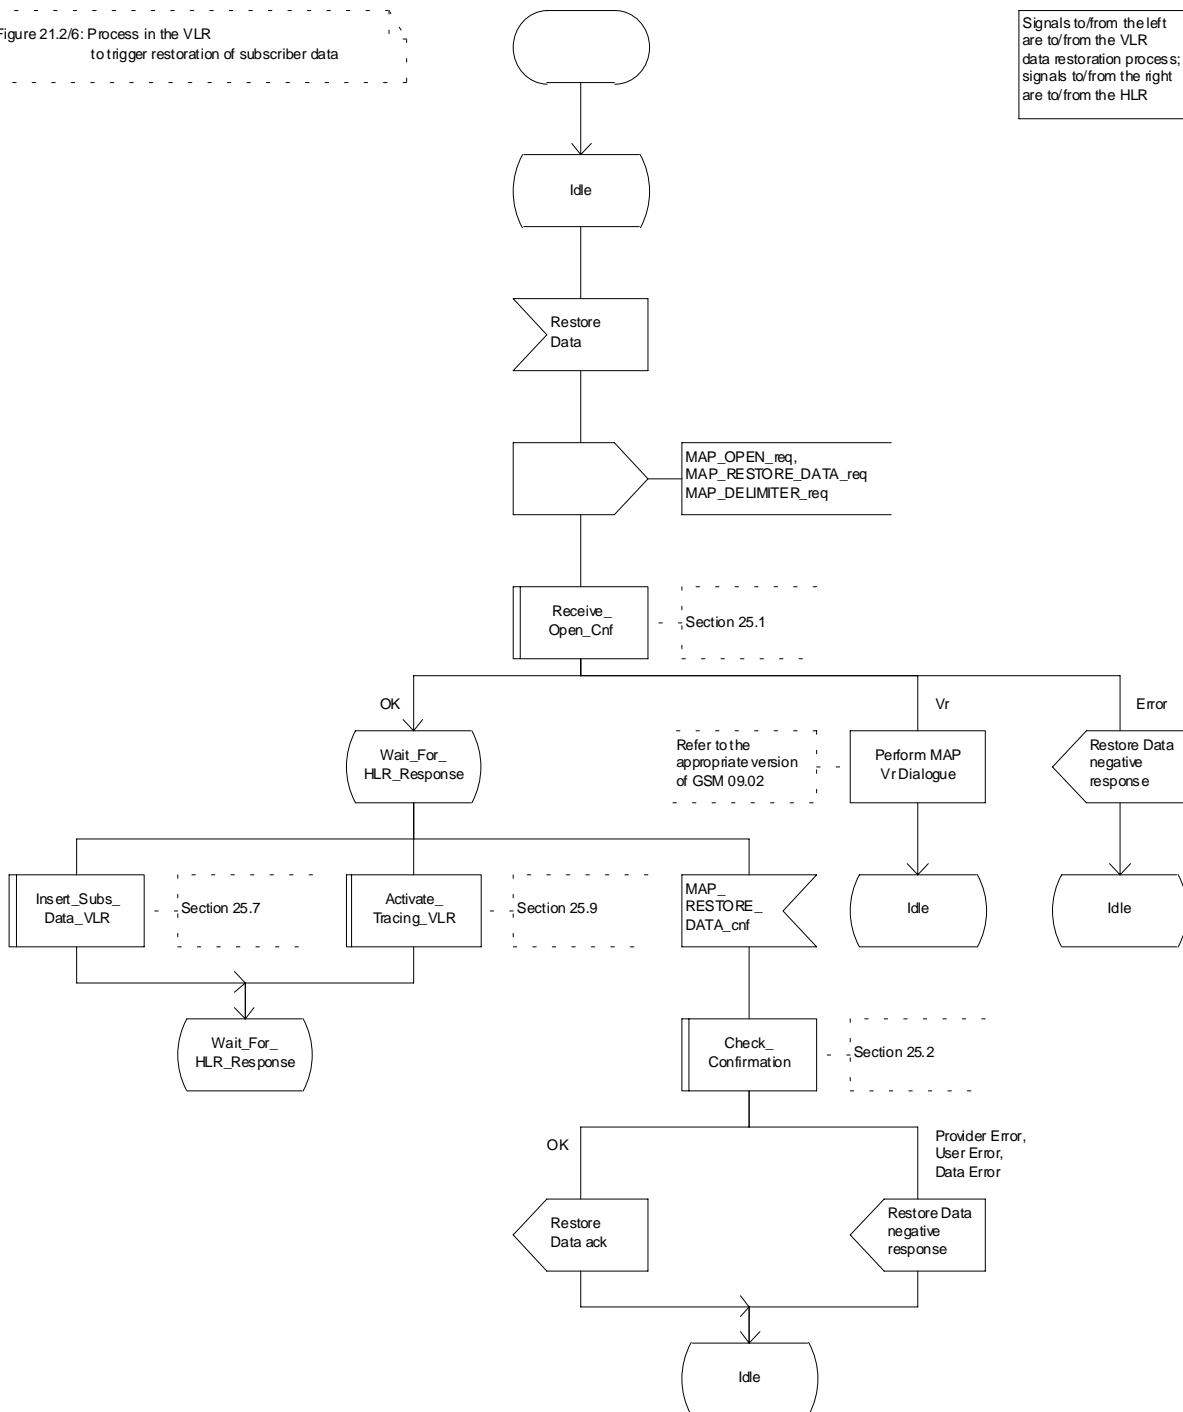 Figure 21.2/6: Process in the VLR
to trigger restoration of subscriber data
Signals to/from the left
are to/from the VLR
data restoration process;
signals to/from the right
are to/from the HLR
Idle
Restore
Data
MAP_OPEN_req,
MAP_RESTORE_DATA_req
MAP_DELIMITER_req
Receive_
Open_Cnf
Section 25.1
OK
Vr
Error
Wait_For_
HLR_Response
Refer to the
appropriate version
of GSM 09.02
Perform MAP
Vr Dialogue
Restore Data
negative
response
Insert_Subs_
Data_VLR
Section 25.7
Activate_
Tracing_VLR
Section 25.9
MAP_
RESTORE_
DATA_cnf
Idle
Idle
Wait_For_
HLR_Response
Check_
Confirmation
Section 25.2
OK
Provider Error,
User Error,
Data Error
Restore
Data ack
Restore Data
negative
response
Idle